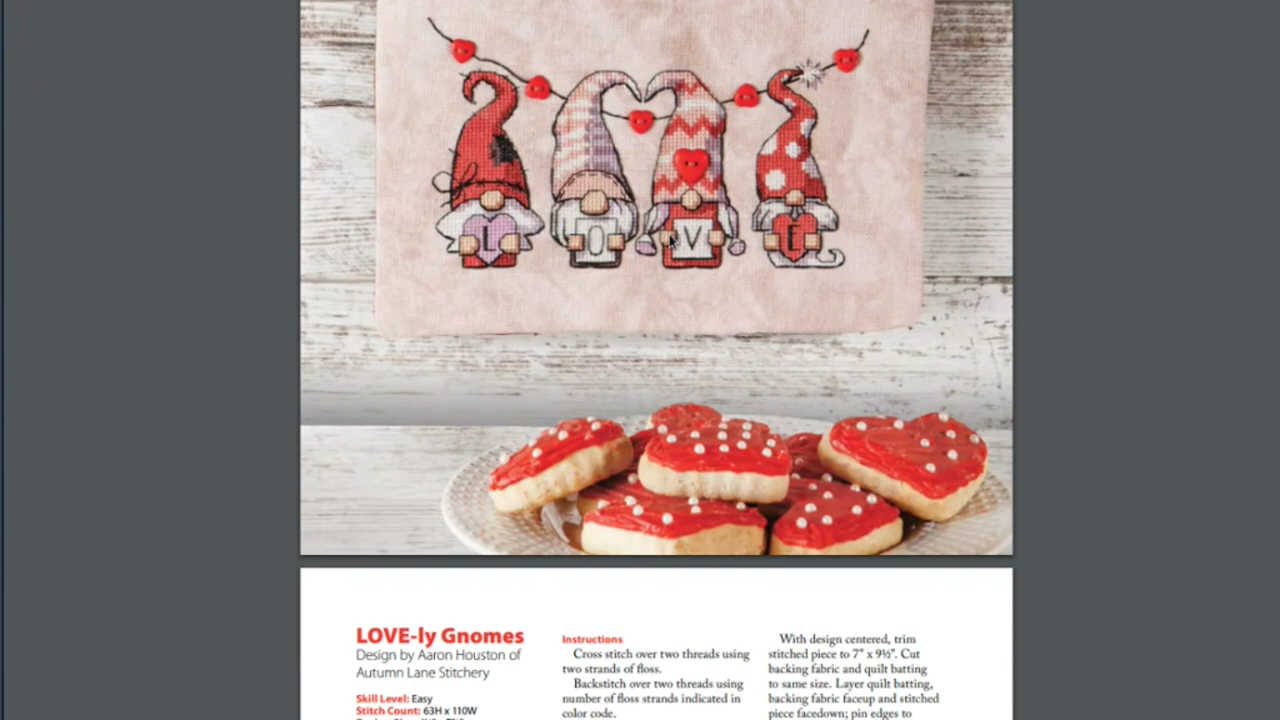 L O V E
LOVE-ly Gnomes
Design by Aaron Houston of
Autumn Lane Stitchery
Skill Level: Easy
Stitch Count: 63H x 110W
Instructions
Cross stitch over two threads using
two strands of floss.
Backstitch over two threads using
number of floss strands indicated in
color code.
With design centered, trim
stitched piece to 7" x 9½". Cut
backing fabric and quilt batting
to same size. Layer quilt batting,
backing fabric faceup and stitched
piece facedown; pin edges to